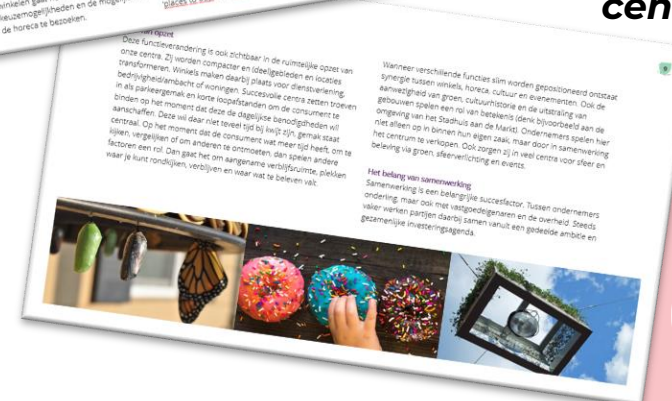 winkelen gaat
keuzemogelijkheden en de
de horeca te bezoeken.
cen
opzet
Deze functieverandering is ook zichtbaar in de ruimtelijke opzet van
onze centra. Zij worden compacter en ideeligebleden en locaties
transformeren. Winkels maken daarbij plaats voor dienstverlening,
bedrijvigheid/ambacht of woningen. Succesvolle centra zetten troeven
in als parkeergemak en korte loopafstanden om de consument te
binden op het moment dat deze de dagelijkse benodigdheden wil
aanschaffen. Deze wil daar niet teveel tijd bij kwijt zijn, gemak staat
centraal. Op het moment dat de consument wat meer tijd heeft, om te
kijken, vergelijken of om anderen te ontmoeten, dan spelen andere
factoren een rol. Dan gaat het om aangename verblijfsruimte, plekken
waar je kunt rondkijken, verblijven en waar wat te beleven valt.
Wanneer verschillende functies slim worden gepositioneerd ontstaat
synergie tussen winkels, horeca, cultuur en evenementen. Ook de
aanwezigheid van groen, cultuurhistorie en de uitstraling van
gebouwen spelen een rol van betekenis (denk bijvoorbeeld aan de
omgeving van het Stadhuis aan de Markt). Ondernemers spelen hier
niet alleen op in binnen hun eigen zaak, maar door in samenwerking
het centrum te verkopen. Ook zorgen zij in veel centra voor sfeer en
beleving via groen, sfeerverlichting en events.
Het belang van samenwerking
Samenwerking is een belangrijke succesfactor. Tussen ondernemers
onderling, maar ook met vastgoedeigenaren en de overheid. Steeds
vaker werken partijen daarbij samen vanuit een gedeelde ambitie en
gezamenlijke investeringsagenda.